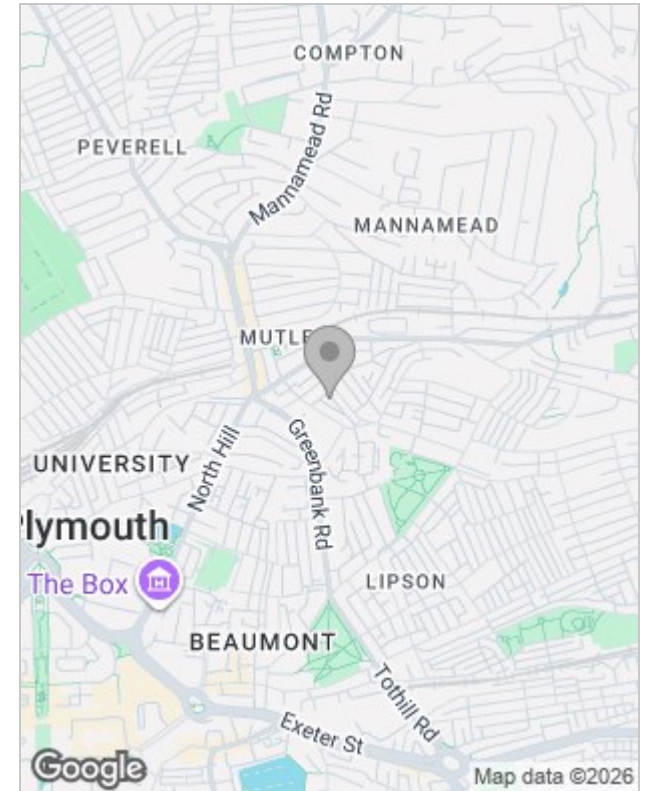 COMPTON
PEVERELL
Mannamead Rd
MANNAMEAD
MUTLE
UNIVERSITY
North Hill
Greenbank Rd
Plymouth
The Box
LIPSON
BEAUMONT
Tothill Rd
Exeter St
Google
Map data ©2026